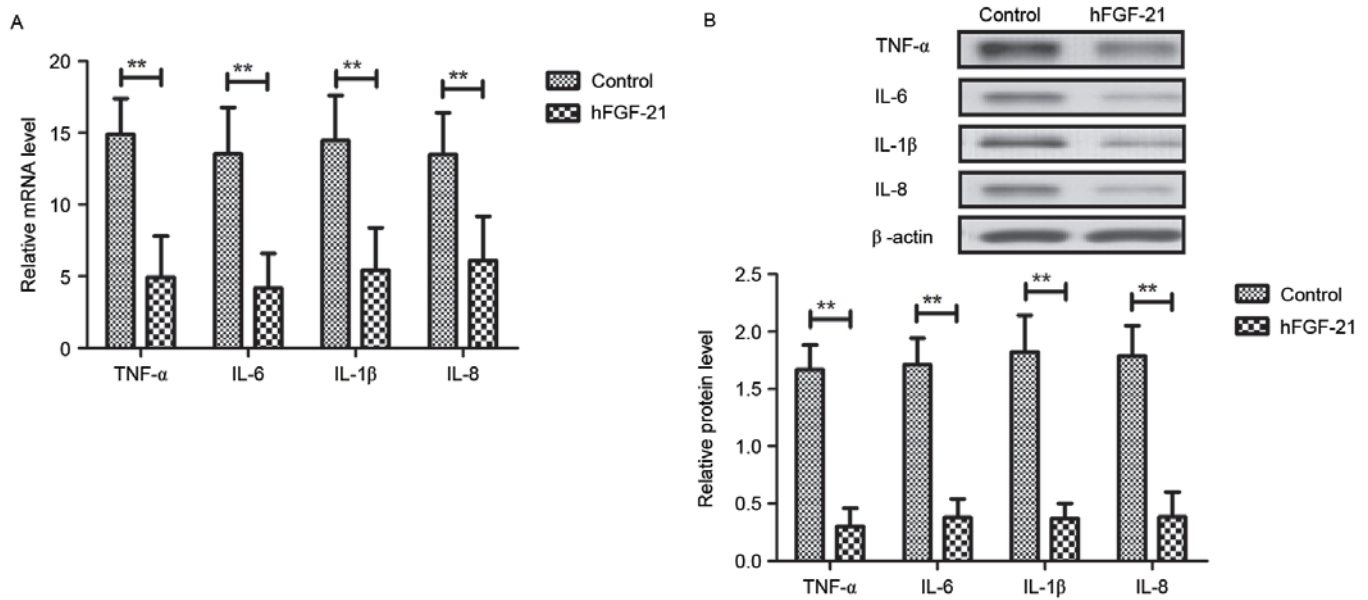 A
Relative mRNA level
20
15
10
5
0
**
**
**
**
TNF-α
IL-6
IL-1β
IL-8
Control
hFGF-21
B
Control
hFGF-21
TNF-α
IL-6
IL-1β
IL-8
β -actin
Relative protein level
2.5
2.0
1.5
1.0
0.5
0.0
**
**
**
**
TNF-α
IL-6
IL-1β
IL-8
Control
hFGF-21